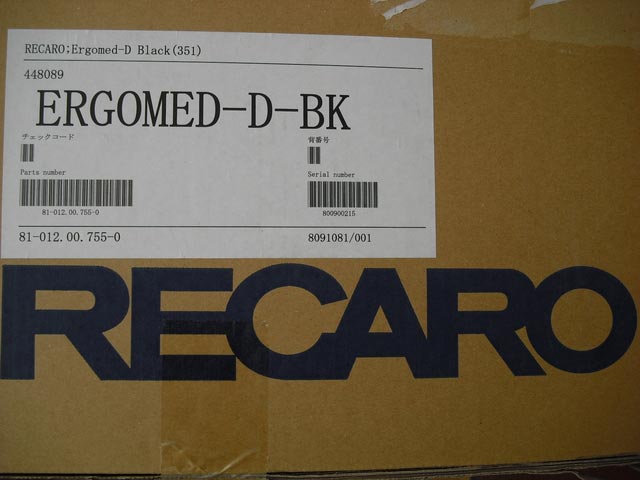 RECARO;Ergomed-D Black(351)
448089
ERGOMED-D-BK
チェックコード
背番号
Parts number
Serial number
81-012.00.755-0
800900215
81-012.00.755-0
8091081/001
RECARO